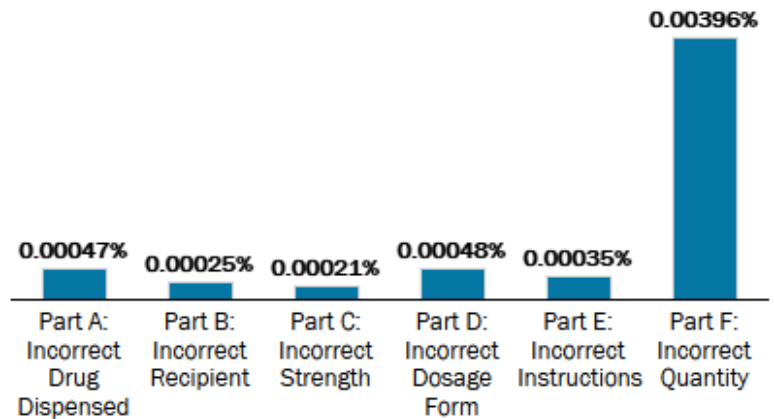 0.00396%
0.00047%
0.00025%
0.00021%
0.00048%
0.00035%
Part A:
Incorrect
Drug
Dispensed
Part B:
Incorrect
Recipient
Part C:
Incorrect
Strength
Part D:
Incorrect
Dosage
Form
Part E:
Incorrect
Instructions
Part F:
Incorrect
Quantity